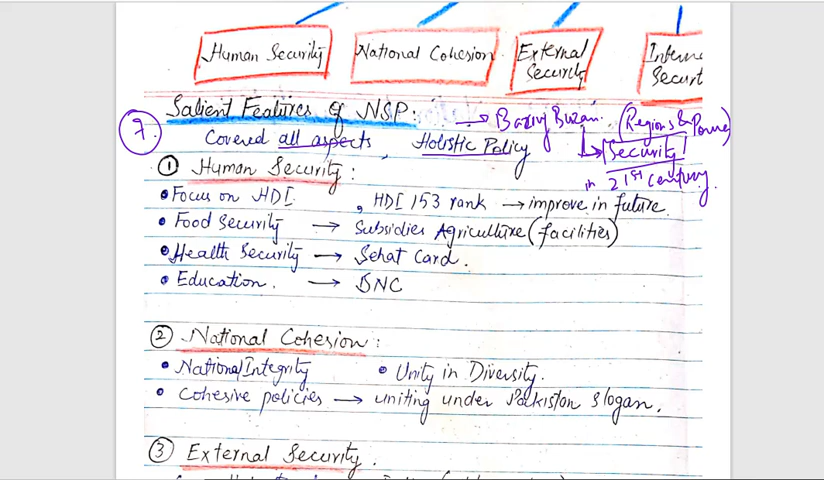 Human Security
National Cohesion
External
Security
Intern
Securt
Salient Features of NSP: → Barry Buzan. (Regions & Powe)
7. Covered all aspects, Holistic Policy
↳ Security
in 21st century.
① Human Security:
• Focus on HDI , HDI 153 rank → improve in future.
• Food Security → Subsidies Agriculture (facilities)
• Health Security → Sehat Card.
• Education. → SNC
② National Cohesion:
• National Integrity • Unity in Diversity.
• Cohesive policies → uniting under Pakistan slogan.
③ External Security.